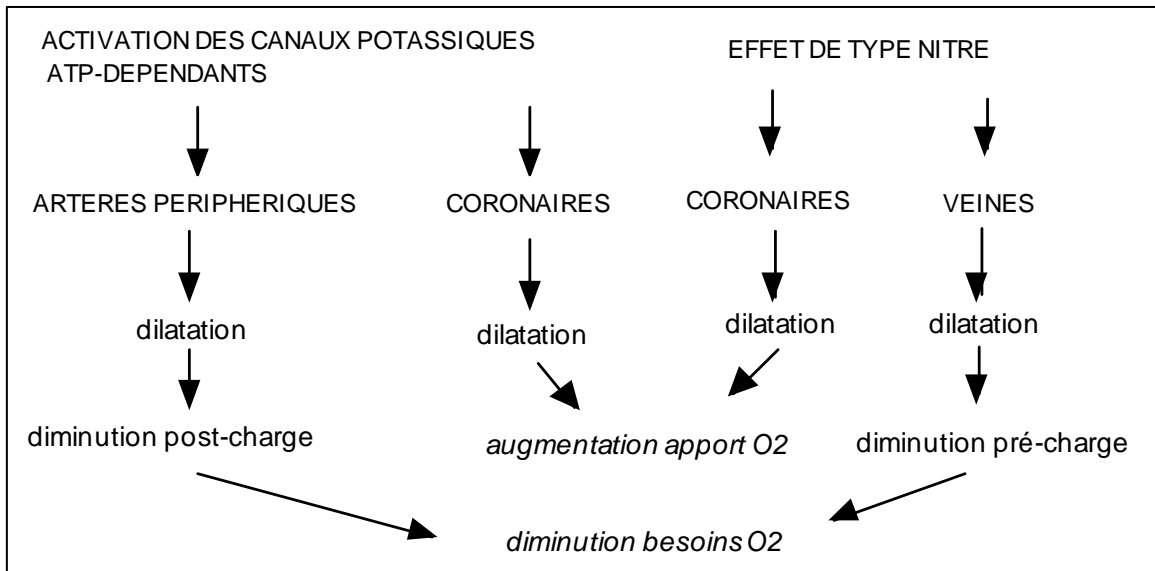 ACTIVATION DES CANAUX POTASSIQUES
ATP-DEPENDANTS
EFFET DE TYPE NITRE
ARTERES PERIPHERIQUES
CORONAIRES
CORONAIRES
VEINES
dilatation
dilatation
dilatation
dilatation
diminution post-charge
augmentation apport O2
diminution pré-charge
diminution besoins O2